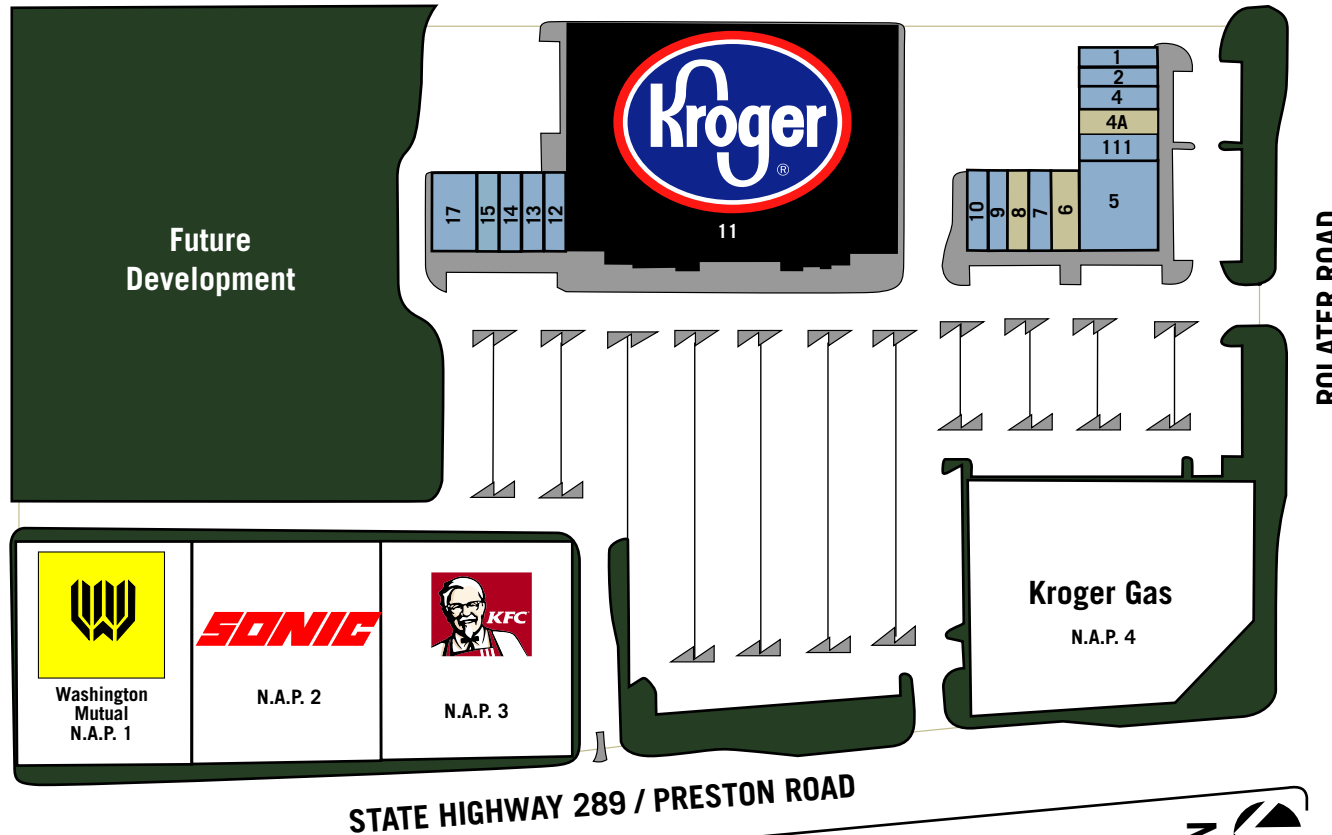 Future
Development
Kroger
®
11
17
15
14
13
12
1
2
4
4A
111
5
10
9
8
7
6
ROLATER ROAD
Washington
Mutual
N.A.P. 1
SONIC
N.A.P. 2
KFC
N.A.P. 3
Kroger Gas
N.A.P. 4
STATE HIGHWAY 289 / PRESTON ROAD
N